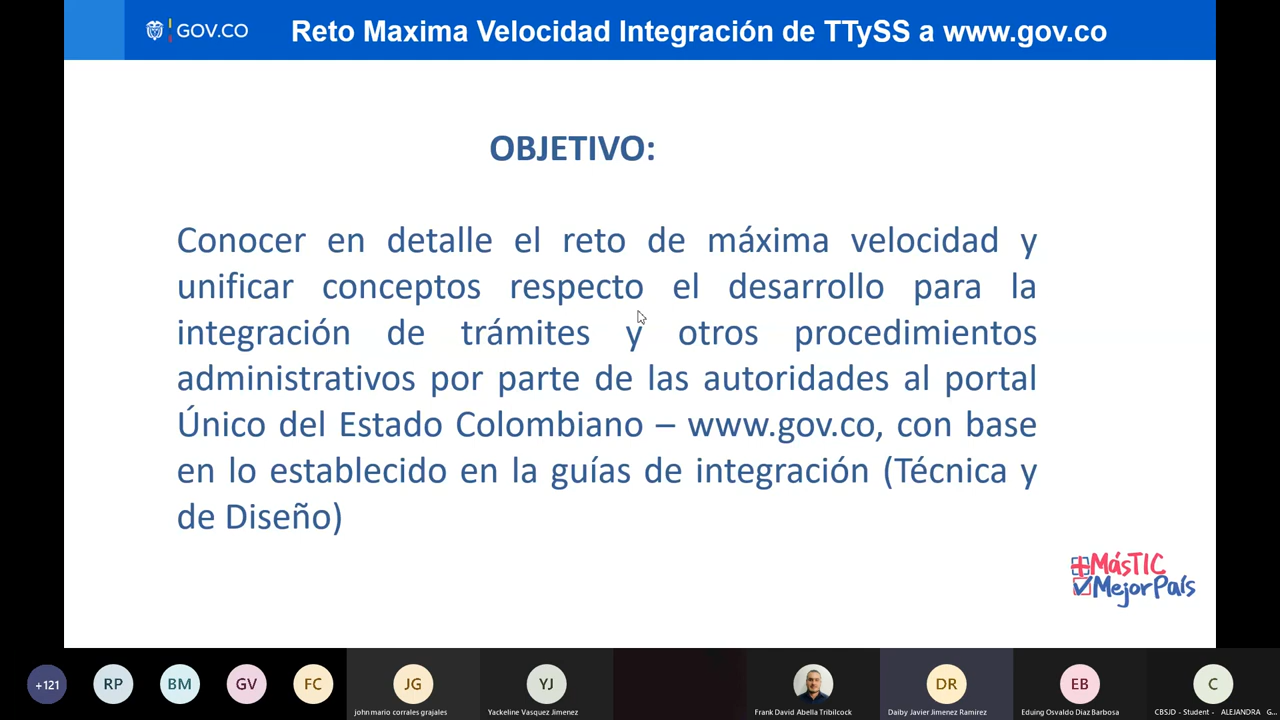 GOV.CO
Reto Maxima Velocidad Integración de TTySS a www.gov.co
OBJETIVO:
Conocer en detalle el reto de máxima velocidad y
unificar conceptos respecto el desarrollo para la
integración de trámites y otros procedimientos
administrativos por parte de las autoridades al portal
Único del Estado Colombiano – www.gov.co, con base
en lo establecido en la guías de integración (Técnica y
de Diseño)
+MásTIC
MejorPaís
+121
RP
BM
GV
FC
JG
YJ
DR
EB
C
john mario corrales grajales
Yackeline Vasquez Jimenez
Frank David Abella Tribilcock
Daiby Javier Jimenez Ramirez
Eduing Osvaldo Diaz Barbosa
CBSJD - Student - ALEJANDRA G...